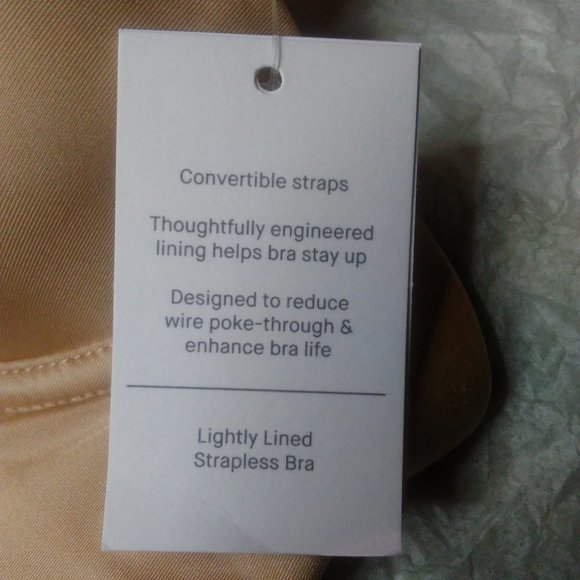 Convertible straps
Thoughtfully engineered
lining helps bra stay up
Designed to reduce
wire poke-through &
enhance bra life
Lightly Lined
Strapless Bra